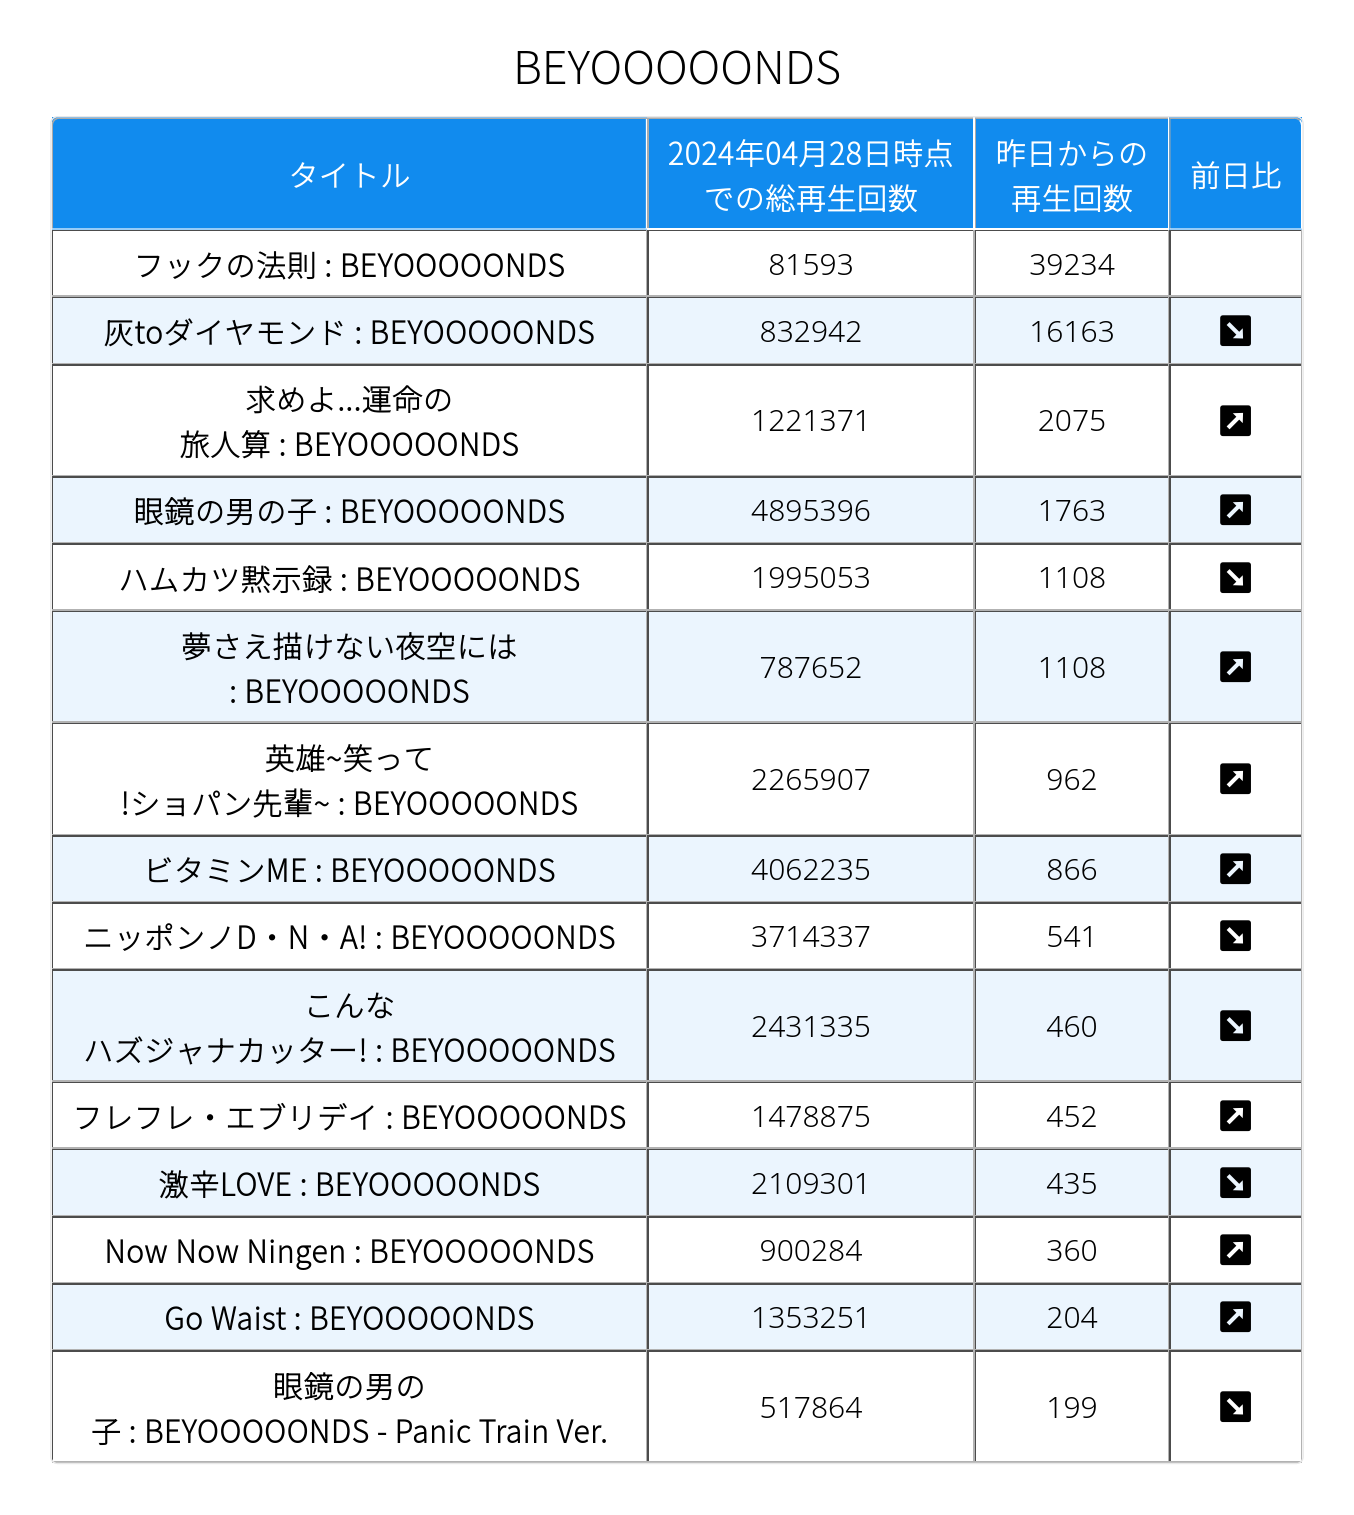 BEYOOOOONDS
タイトル
2024年04月28日時点
での総再生回数
昨日からの
再生回数
前日比
フックの法則 : BEYOOOOONDS
81593
39234
灰toダイヤモンド : BEYOOOOONDS
832942
16163
求めよ...運命の
旅人算 : BEYOOOOONDS
1221371
2075
眼鏡の男の子 : BEYOOOOONDS
4895396
1763
ハムカツ黙示録 : BEYOOOOONDS
1995053
1108
夢さえ描けない夜空には
: BEYOOOOONDS
787652
1108
英雄~笑って
!ショパン先輩~ : BEYOOOOONDS
2265907
962
ビタミンME : BEYOOOOONDS
4062235
866
ニッポンノD・N・A! : BEYOOOOONDS
3714337
541
こんな
ハズジャナカッター! : BEYOOOOONDS
2431335
460
フレフレ・エブリデイ : BEYOOOOONDS
1478875
452
激辛LOVE : BEYOOOOONDS
2109301
435
Now Now Ningen : BEYOOOOONDS
900284
360
Go Waist : BEYOOOOONDS
1353251
204
眼鏡の男の
子 : BEYOOOOONDS - Panic Train Ver.
517864
199